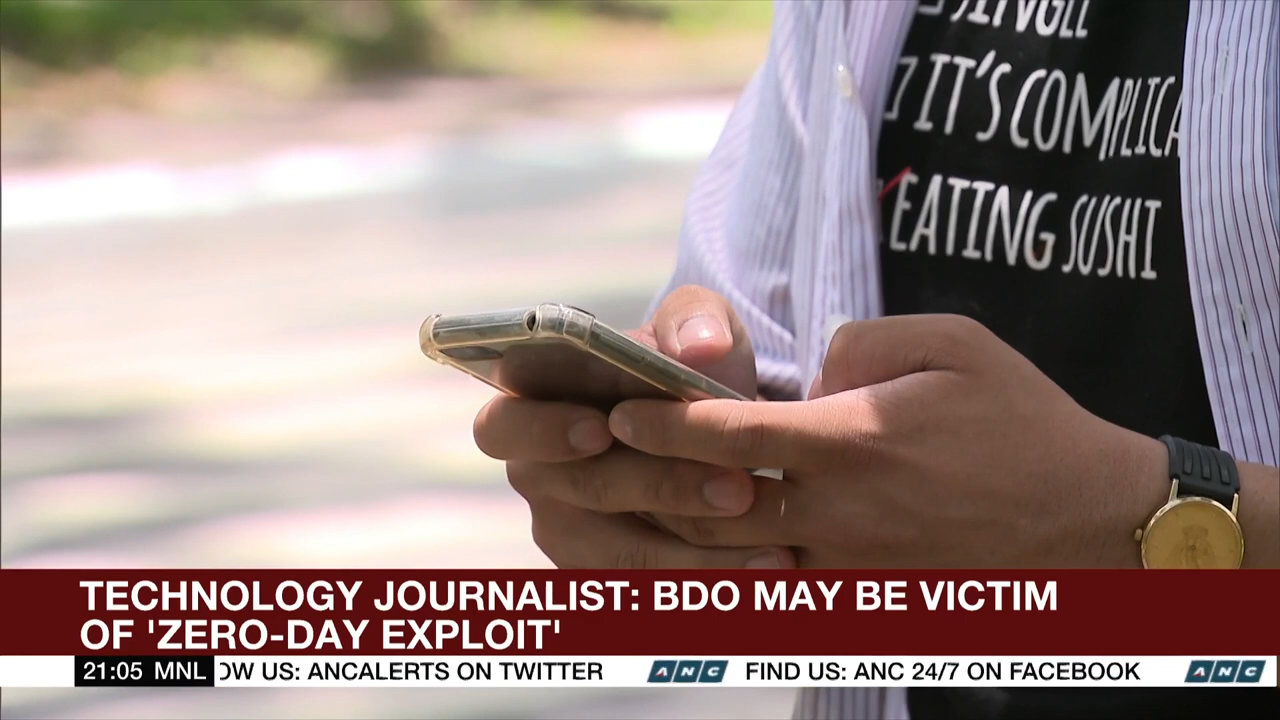 IT'S COMPLICA
EATING SUSHI
TECHNOLOGY JOURNALIST: BDO MAY BE VICTIM
OF 'ZERO-DAY EXPLOIT'
21:05 MNL OW US: ANCALERTS ON TWITTER ANC FIND US: ANC 24/7 ON FACEBOOK ANC